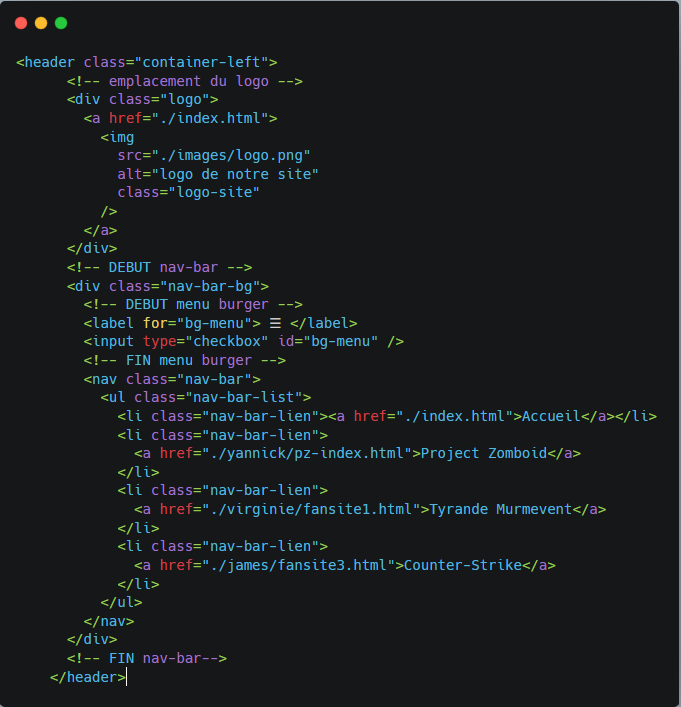 <header class="container-left">
<!-- emplacement du logo -->
<div class="logo">
<a href="./index.html">
<img
src="./images/logo.png"
alt="logo de notre site"
class="logo-site"
/>
</a>
</div>
<!-- DEBUT nav-bar -->
<div class="nav-bar-bg">
<!-- DEBUT menu burger -->
<label for="bg-menu"> ☰ </label>
<input type="checkbox" id="bg-menu" />
<!-- FIN menu burger -->
<nav class="nav-bar">
<ul class="nav-bar-list">
<li class="nav-bar-lien"><a href="./index.html">Accueil</a></li>
<li class="nav-bar-lien">
<a href="./yannick/pz-index.html">Project Zomboid</a>
</li>
<li class="nav-bar-lien">
<a href="./virginie/fansite1.html">Tyrande Murmevent</a>
</li>
<li class="nav-bar-lien">
<a href="./james/fansite3.html">Counter-Strike</a>
</li>
</ul>
</nav>
</div>
<!-- FIN nav-bar-->
</header>